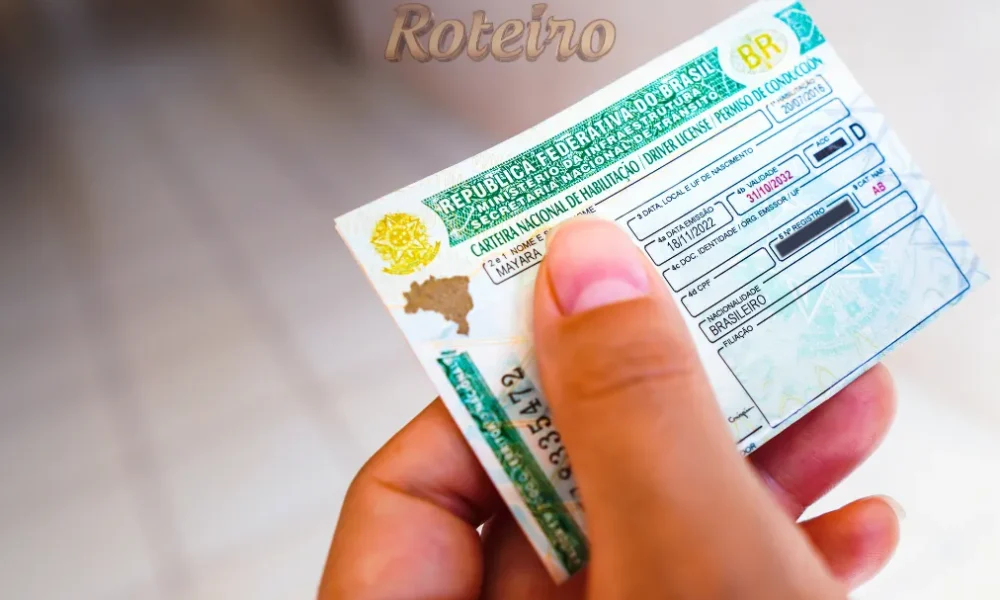 Roteiro
BR
REPÚBLICA FEDERATIVA DO BRASIL
MINISTÉRIO DA INFRAESTRUTURA
SECRETARIA NACIONAL DE TRÂNSITO
CARTEIRA NACIONAL DE HABILITAÇÃO / DRIVER LICENSE / PERMISO DE CONDUCCIÓN
2 e 1 NOME E
NOME
HABILITAÇÃO
MAYARA
20/07/2016
3 DATA, LOCAL E UF DE NASCIMENTO
4a DATA EMISSÃO
4b VALIDADE
ACC
D
18/11/2022
31/10/2032
4c DOC. IDENTIDADE / ORG. EMISSOR / UF
4d CPF
5 Nº REGISTRO
9 CAT. HAB
AB
NACIONALIDADE
BRASILEIRO
FILIAÇÃO
335472